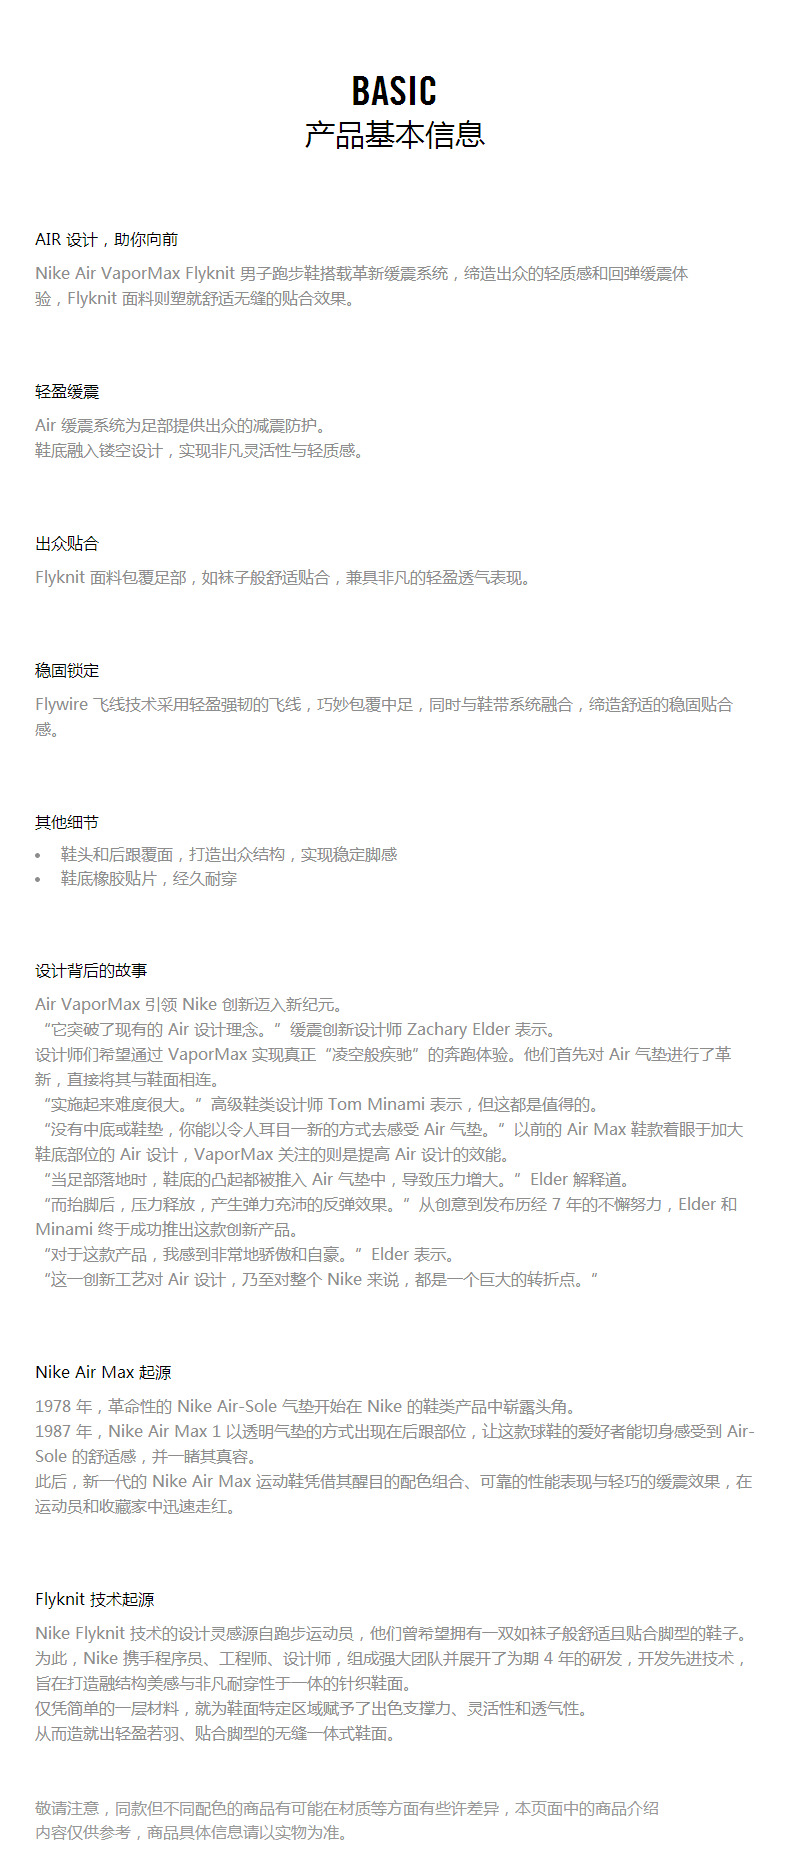 BASIC
产品基本信息
AIR 设计，助你向前
Nike Air VaporMax Flyknit 男子跑步鞋搭载革新缓震系统，缔造出众的轻质感和回弹缓震体
验，Flyknit 面料则塑就舒适无缝的贴合效果。
轻盈缓震
Air 缓震系统为足部提供出众的减震防护。
鞋底融入镂空设计，实现非凡灵活性与轻质感。
出众贴合
Flyknit 面料包覆足部，如袜子般舒适贴合，兼具非凡的轻盈透气表现。
稳固锁定
Flywire 飞线技术采用轻盈强韧的飞线，巧妙包覆中足，同时与鞋带系统融合，缔造舒适的稳固贴合
感。
其他细节
• 鞋头和后跟覆面，打造出众结构，实现稳定脚感
• 鞋底橡胶贴片，经久耐穿
设计背后的故事
Air VaporMax 引领 Nike 创新迈入新纪元。
“它突破了现有的 Air 设计理念。”缓震创新设计师 Zachary Elder 表示。
设计师们希望通过 VaporMax 实现真正“凌空般疾驰”的奔跑体验。他们首先对 Air 气垫进行了革
新，直接将其与鞋面相连。
“实施起来难度很大。”高级鞋类设计师 Tom Minami 表示，但这都是值得的。
“没有中底或鞋垫，你能以令人耳目一新的方式去感受 Air 气垫。”以前的 Air Max 鞋款着眼于加大
鞋底部位的 Air 设计，VaporMax 关注的则是提高 Air 设计的效能。
“当足部落地时，鞋底的凸起都被推入 Air 气垫中，导致压力增大。”Elder 解释道。
“而抬脚后，压力释放，产生弹力充沛的反弹效果。”从创意到发布历经 7 年的不懈努力，Elder 和
Minami 终于成功推出这款创新产品。
“对于这款产品，我感到非常地骄傲和自豪。”Elder 表示。
“这一创新工艺对 Air 设计，乃至对整个 Nike 来说，都是一个巨大的转折点。”
Nike Air Max 起源
1978 年，革命性的 Nike Air-Sole 气垫开始在 Nike 的鞋类产品中崭露头角。
1987 年，Nike Air Max 1 以透明气垫的方式出现在后跟部位，让这款球鞋的爱好者能切身感受到 Air-
Sole 的舒适感，并一睹其真容。
此后，新一代的 Nike Air Max 运动鞋凭借其醒目的配色组合、可靠的性能表现与轻巧的缓震效果，在
运动员和收藏家中迅速走红。
Flyknit 技术起源
Nike Flyknit 技术的设计灵感源自跑步运动员，他们曾希望拥有一双如袜子般舒适且贴合脚型的鞋子。
为此，Nike 携手程序员、工程师、设计师，组成强大团队并展开了为期 4 年的研发，开发先进技术，
旨在打造融结构美感与非凡耐穿性于一体的针织鞋面。
仅凭简单的一层材料，就为鞋面特定区域赋予了出色支撑力、灵活性和透气性。
从而造就出轻盈若羽、贴合脚型的无缝一体式鞋面。
敬请注意，同款但不同配色的商品有可能在材质等方面有些许差异，本页面中的商品介绍
内容仅供参考，商品具体信息请以实物为准。